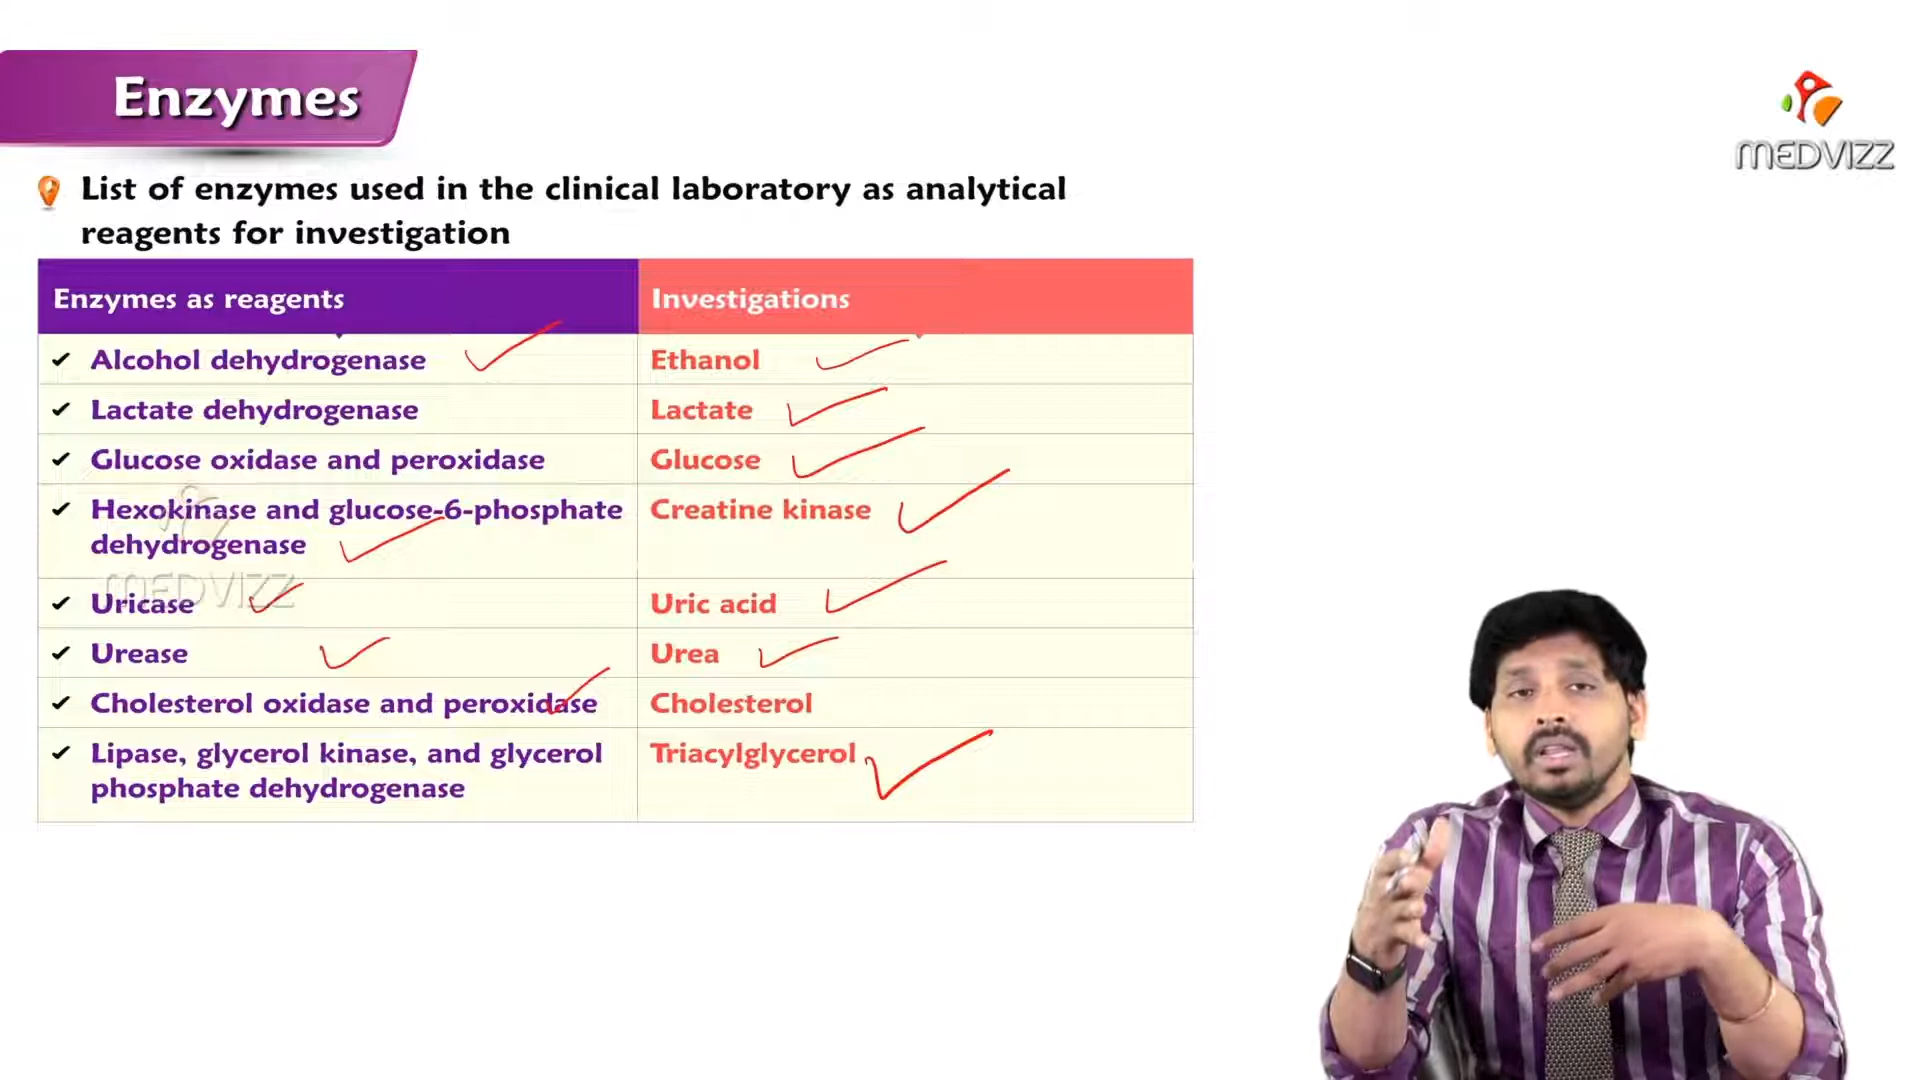 Enzymes
MEDVIZZ
List of enzymes used in the clinical laboratory as analytical
reagents for investigation
Enzymes as reagents
Investigations
Alcohol dehydrogenase
Ethanol
Lactate dehydrogenase
Lactate
Glucose oxidase and peroxidase
Glucose
Hexokinase and glucose-6-phosphate
dehydrogenase
Creatine kinase
MEDVIZZ
Uricase
Uric acid
Urease
Urea
Cholesterol oxidase and peroxidase
Cholesterol
Lipase, glycerol kinase, and glycerol
phosphate dehydrogenase
Triacylglycerol